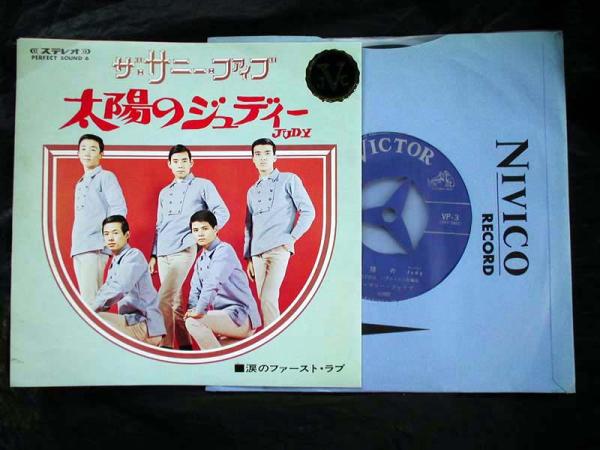 ステレオ
PERFECT SOUND 6
ザ・サニー・ファイブ
太陽のジュディー
JUDY
■涙のファースト・ラブ
VICTOR
VP-3
NIVICO
RECORD